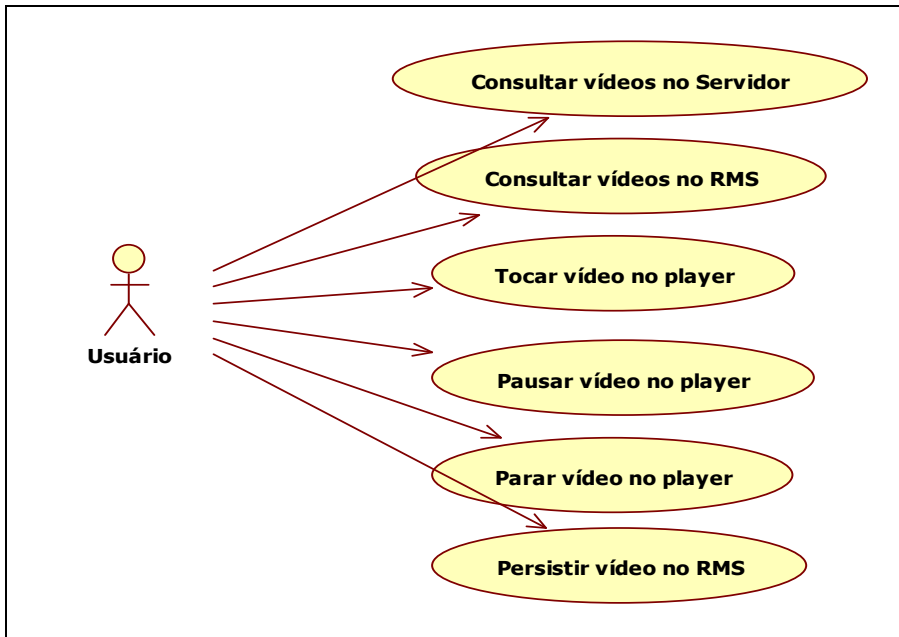 Consultar vídeos no Servidor
Consultar vídeos no RMS
Tocar vídeo no player
Usuário
Pausar vídeo no player
Parar vídeo no player
Persistir vídeo no RMS